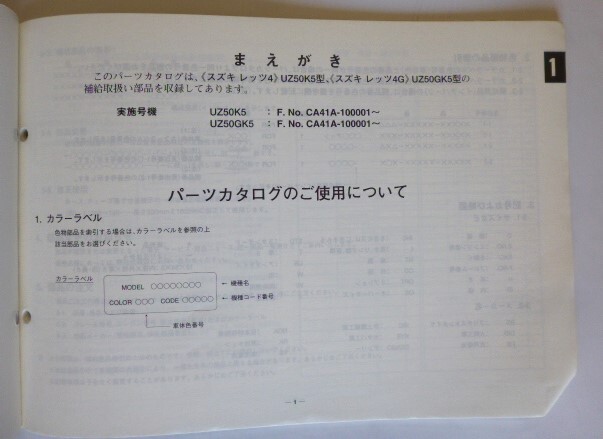 まえがき
このパーツカタログは、《スズキ レッツ4》UZ50K5型、《スズキ レッツ4G》UZ50GK5型の
補給取扱い部品を収録してあります。
1
実施号機 UZ50K5 : F. No. CA41A-100001～
UZ50GK5 : F. No. CA41A-100001～
パーツカタログのご使用について
1. カラーラベル
色物部品を索引する場合は、カラーラベルを参照の上
該当部品をお選びください。
カラーラベル
MODEL ○○○○○○○○ ←機種名
COLOR ○○○ CODE ○○○○○ ←機種コード番号
車体色番号
－1－